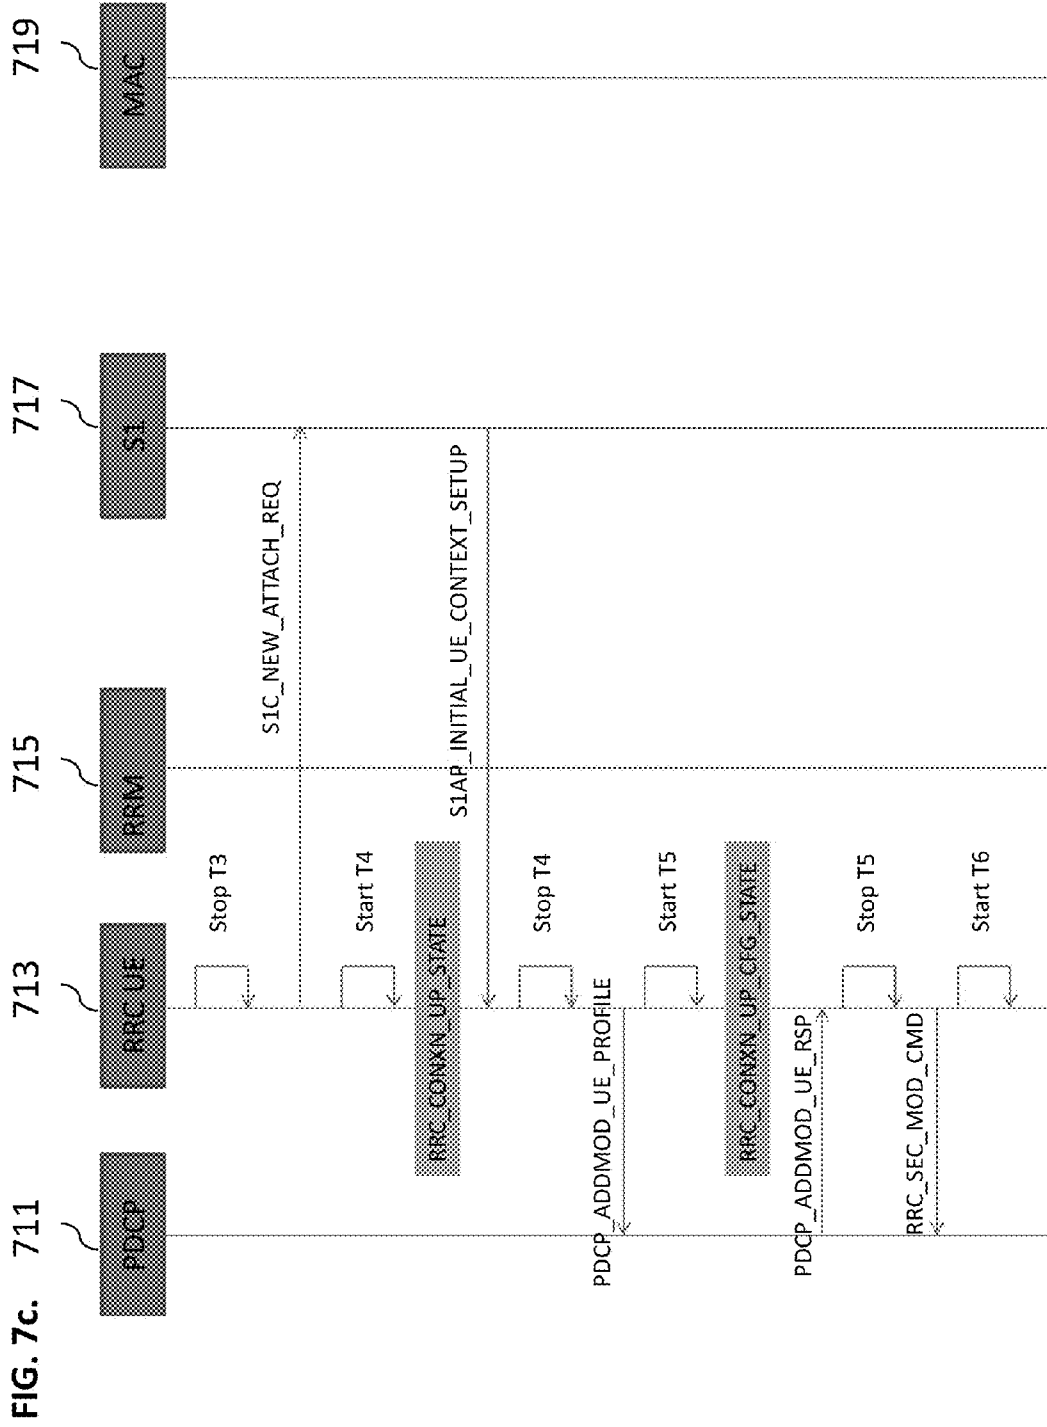 FIG. 7c.
711
713
715
717
719
PDCP
RRC UE
RRM
S1
MAC
Stop T3
S1C_NEW_ATTACH_REQ
Start T4
RRC_CONXN_UP_STATE
S1AP_INITIAL_UE_CONTEXT_SETUP
Stop T4
PDCP_ADDMOD_UE_PROFILE
Start T5
RRC_CONXN_UP_CFG_STATE
PDCP_ADDMOD_UE_RSP
Stop T5
RRC_SEC_MOD_CMD
Start T6